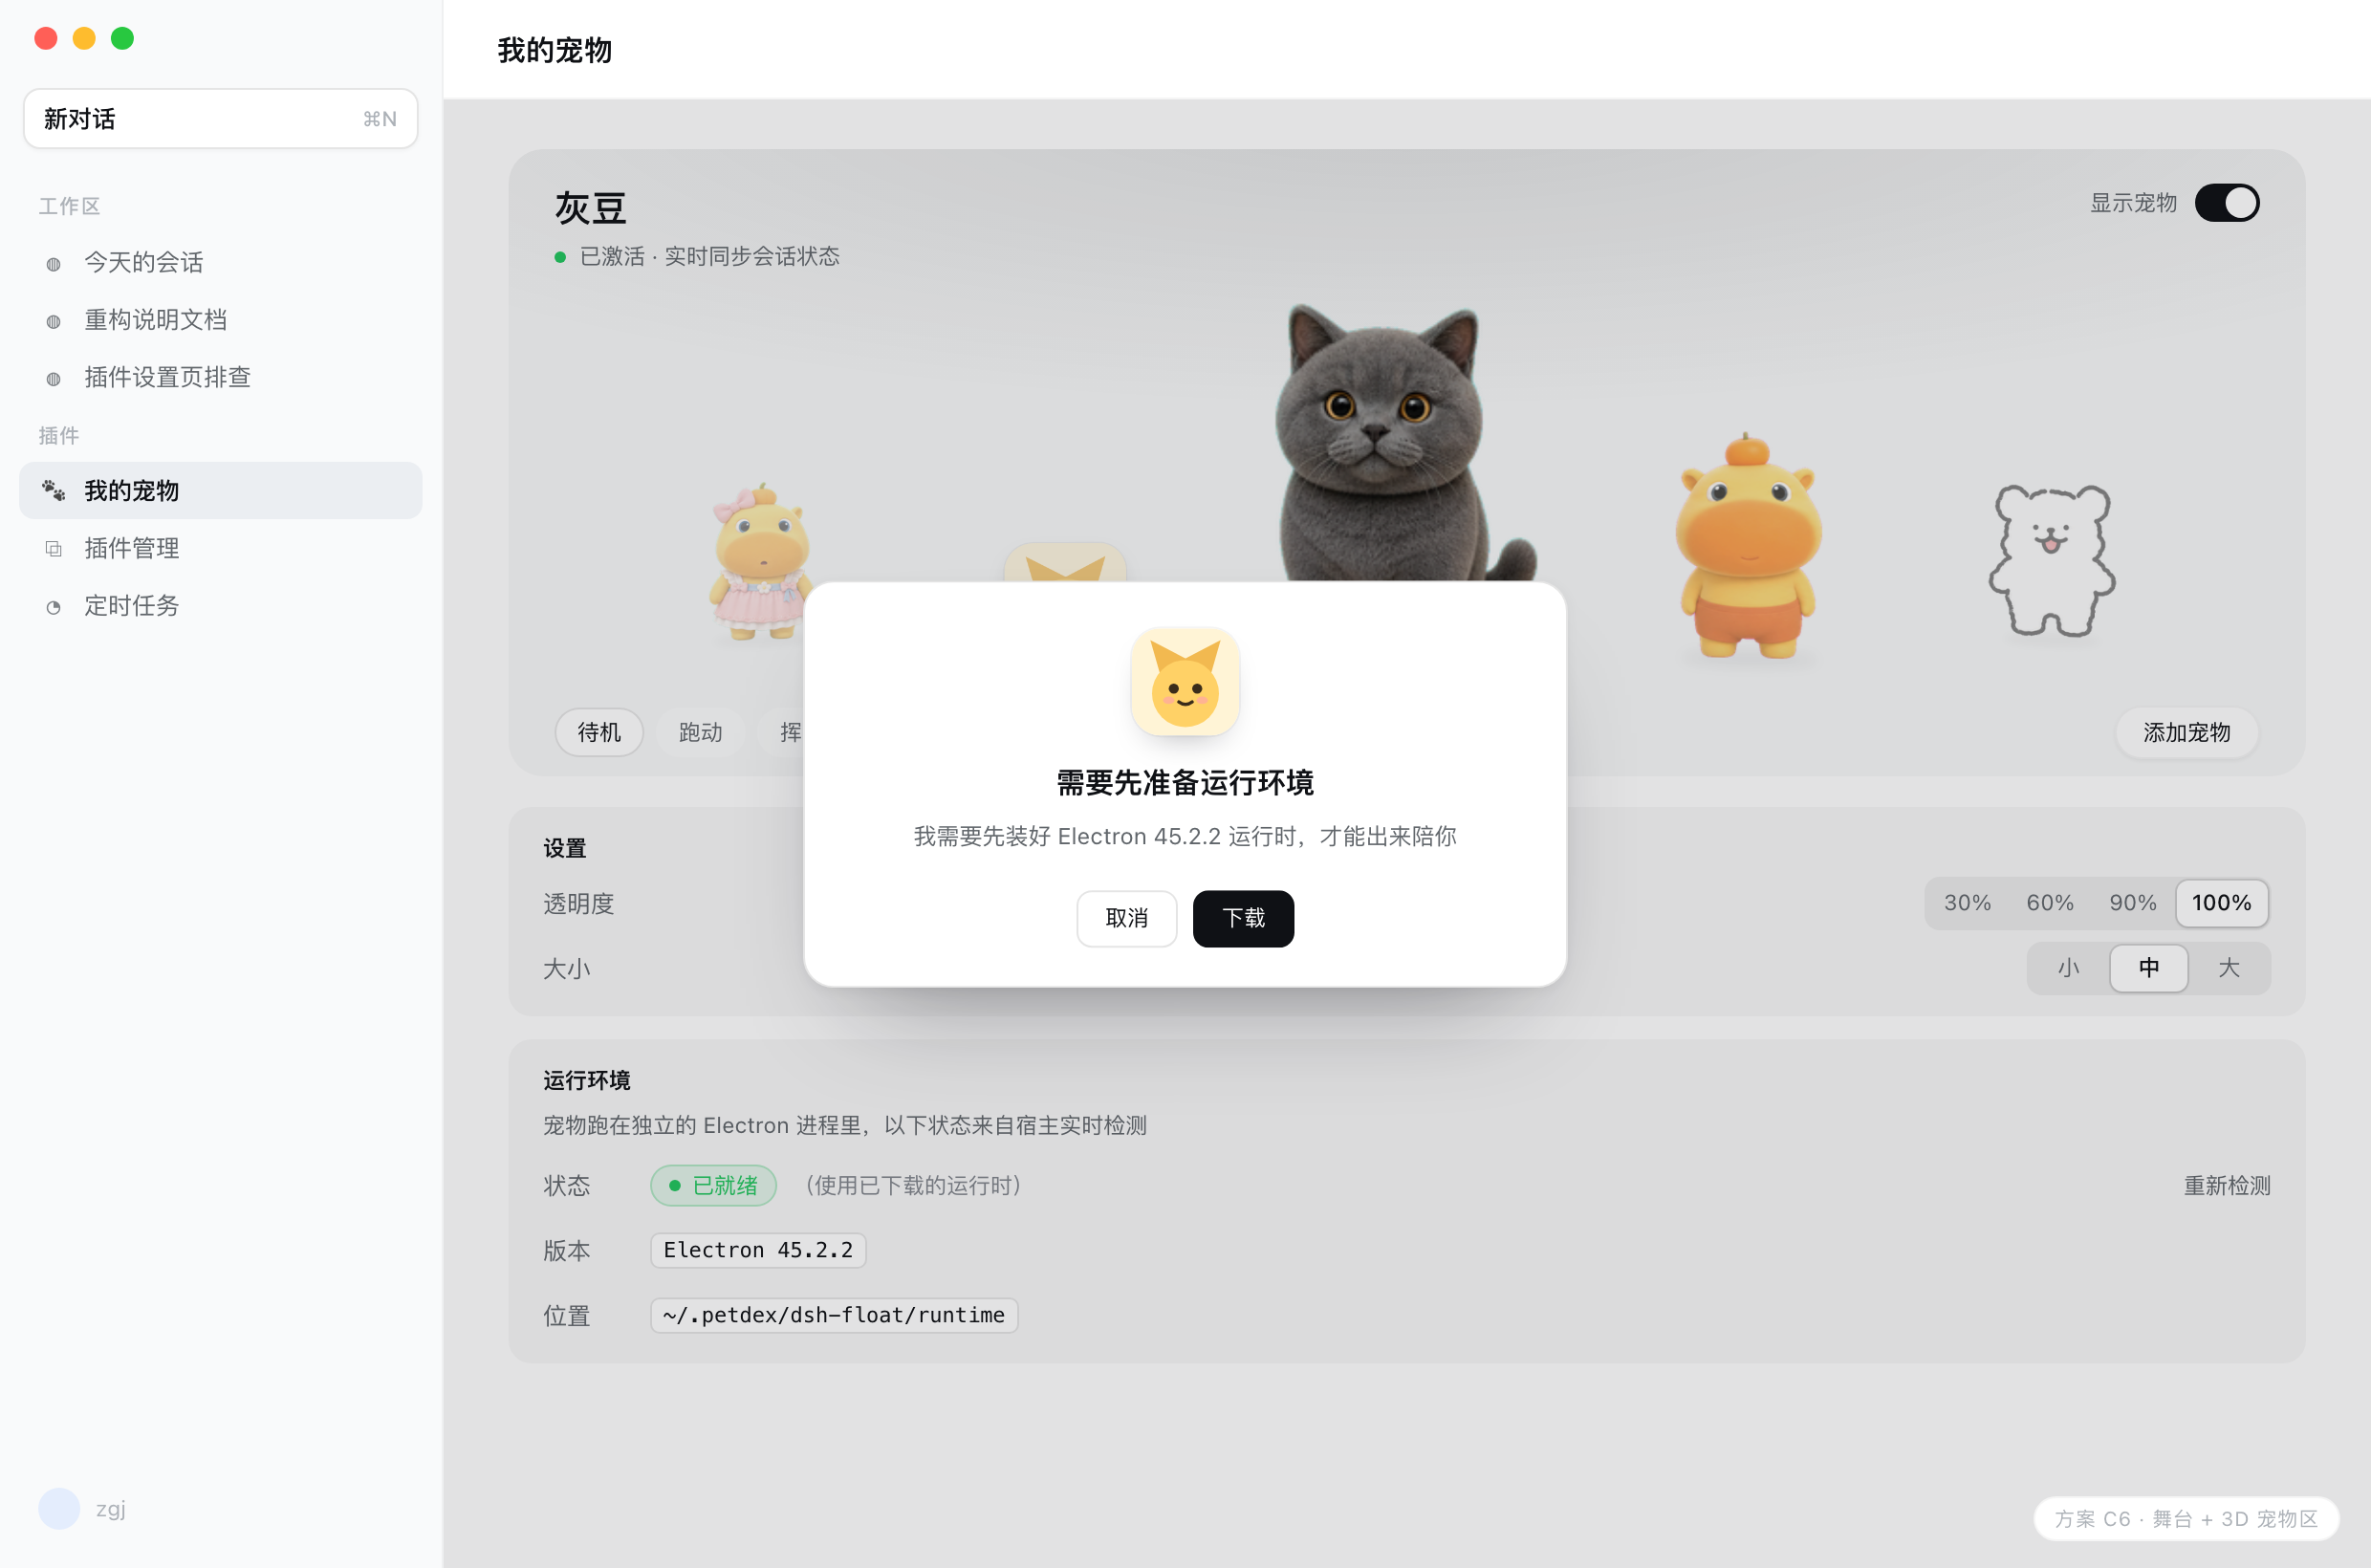 我的宠物
新对话 ⌘N
工作区
今天的会话
重构说明文档
插件设置页排查
插件
我的宠物
插件管理
定时任务
zgj
灰豆
显示宠物
已激活 · 实时同步会话状态
待机 跑动 挥
添加宠物
需要先准备运行环境
我需要先装好 Electron 45.2.2 运行时，才能出来陪你
取消 下载
设置
透明度 30% 60% 90% 100%
大小 小 中 大
运行环境
宠物跑在独立的 Electron 进程里，以下状态来自宿主实时检测
状态 已就绪 （使用已下载的运行时） 重新检测
版本 Electron 45.2.2
位置 ~/.petdex/dsh-float/runtime
方案 C6 · 舞台 + 3D 宠物区